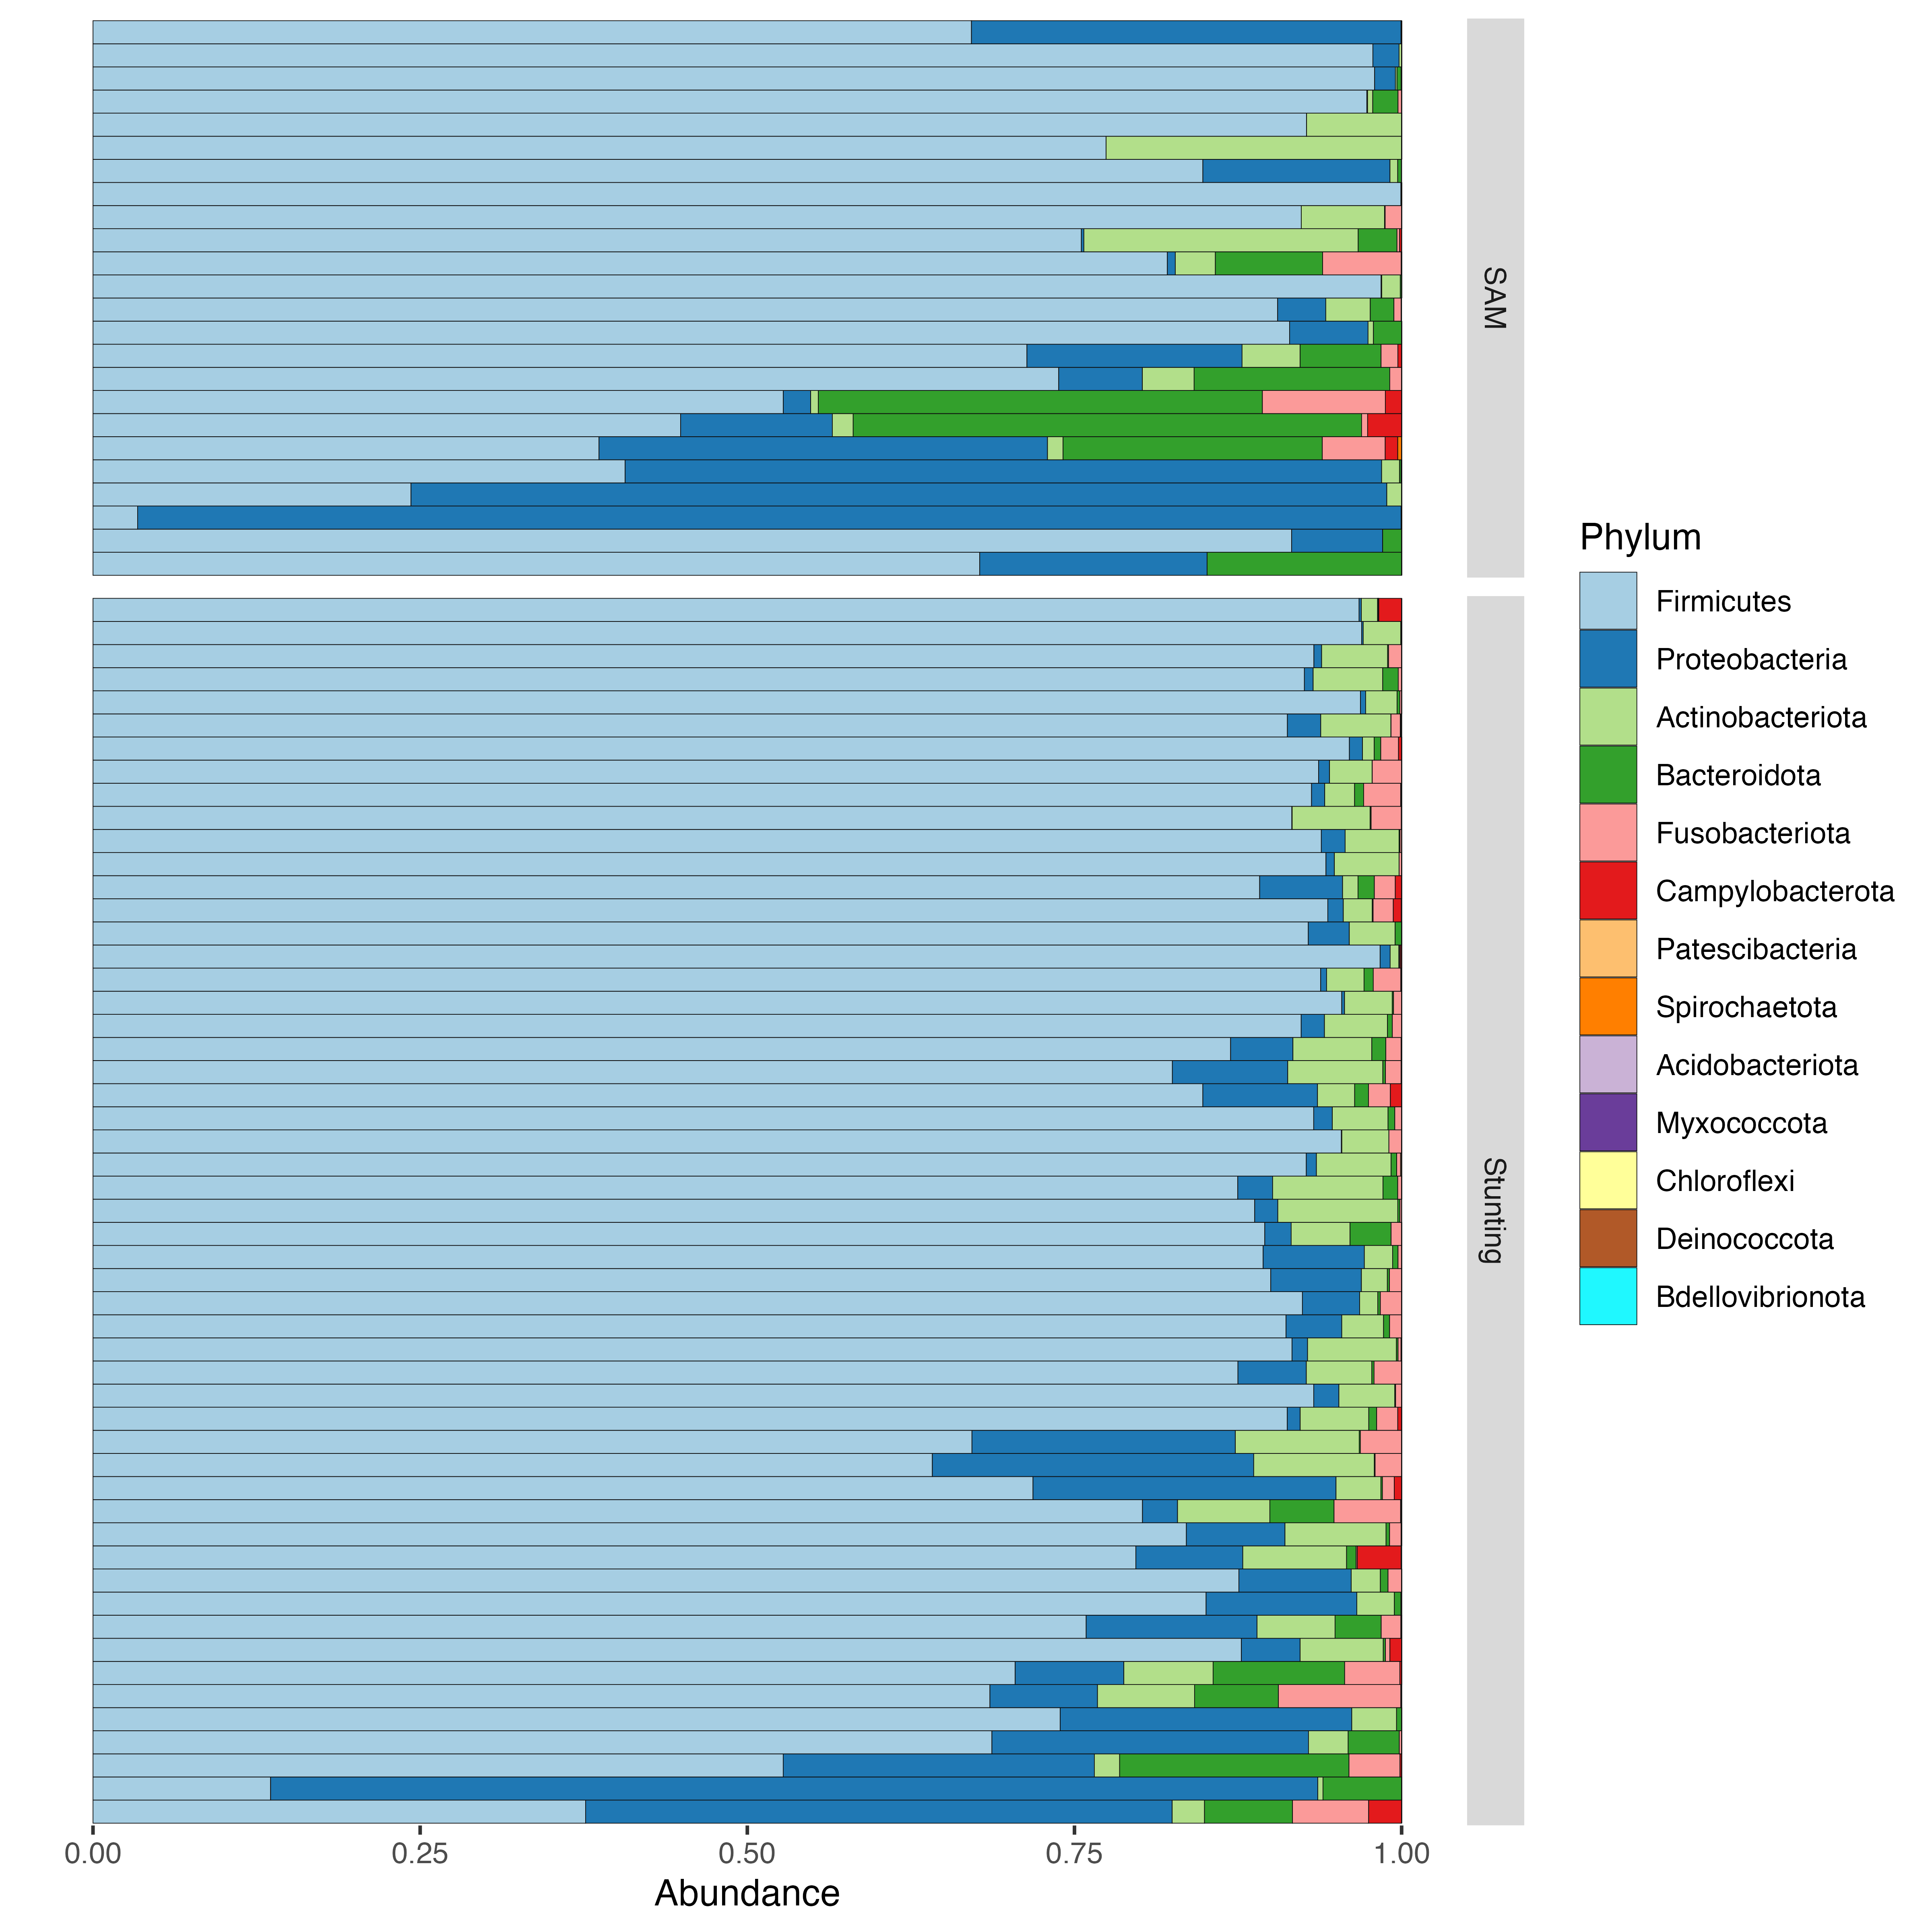 SAM
Stunting
Phylum
Firmicutes
Proteobacteria
Actinobacteriota
Bacteroidota
Fusobacteriota
Campylobacterota
Patescibacteria
Spirochaetota
Acidobacteriota
Myxococcota
Chloroflexi
Deinococcota
Bdellovibrionota
0.00 0.25 0.50 0.75 1.00
Abundance